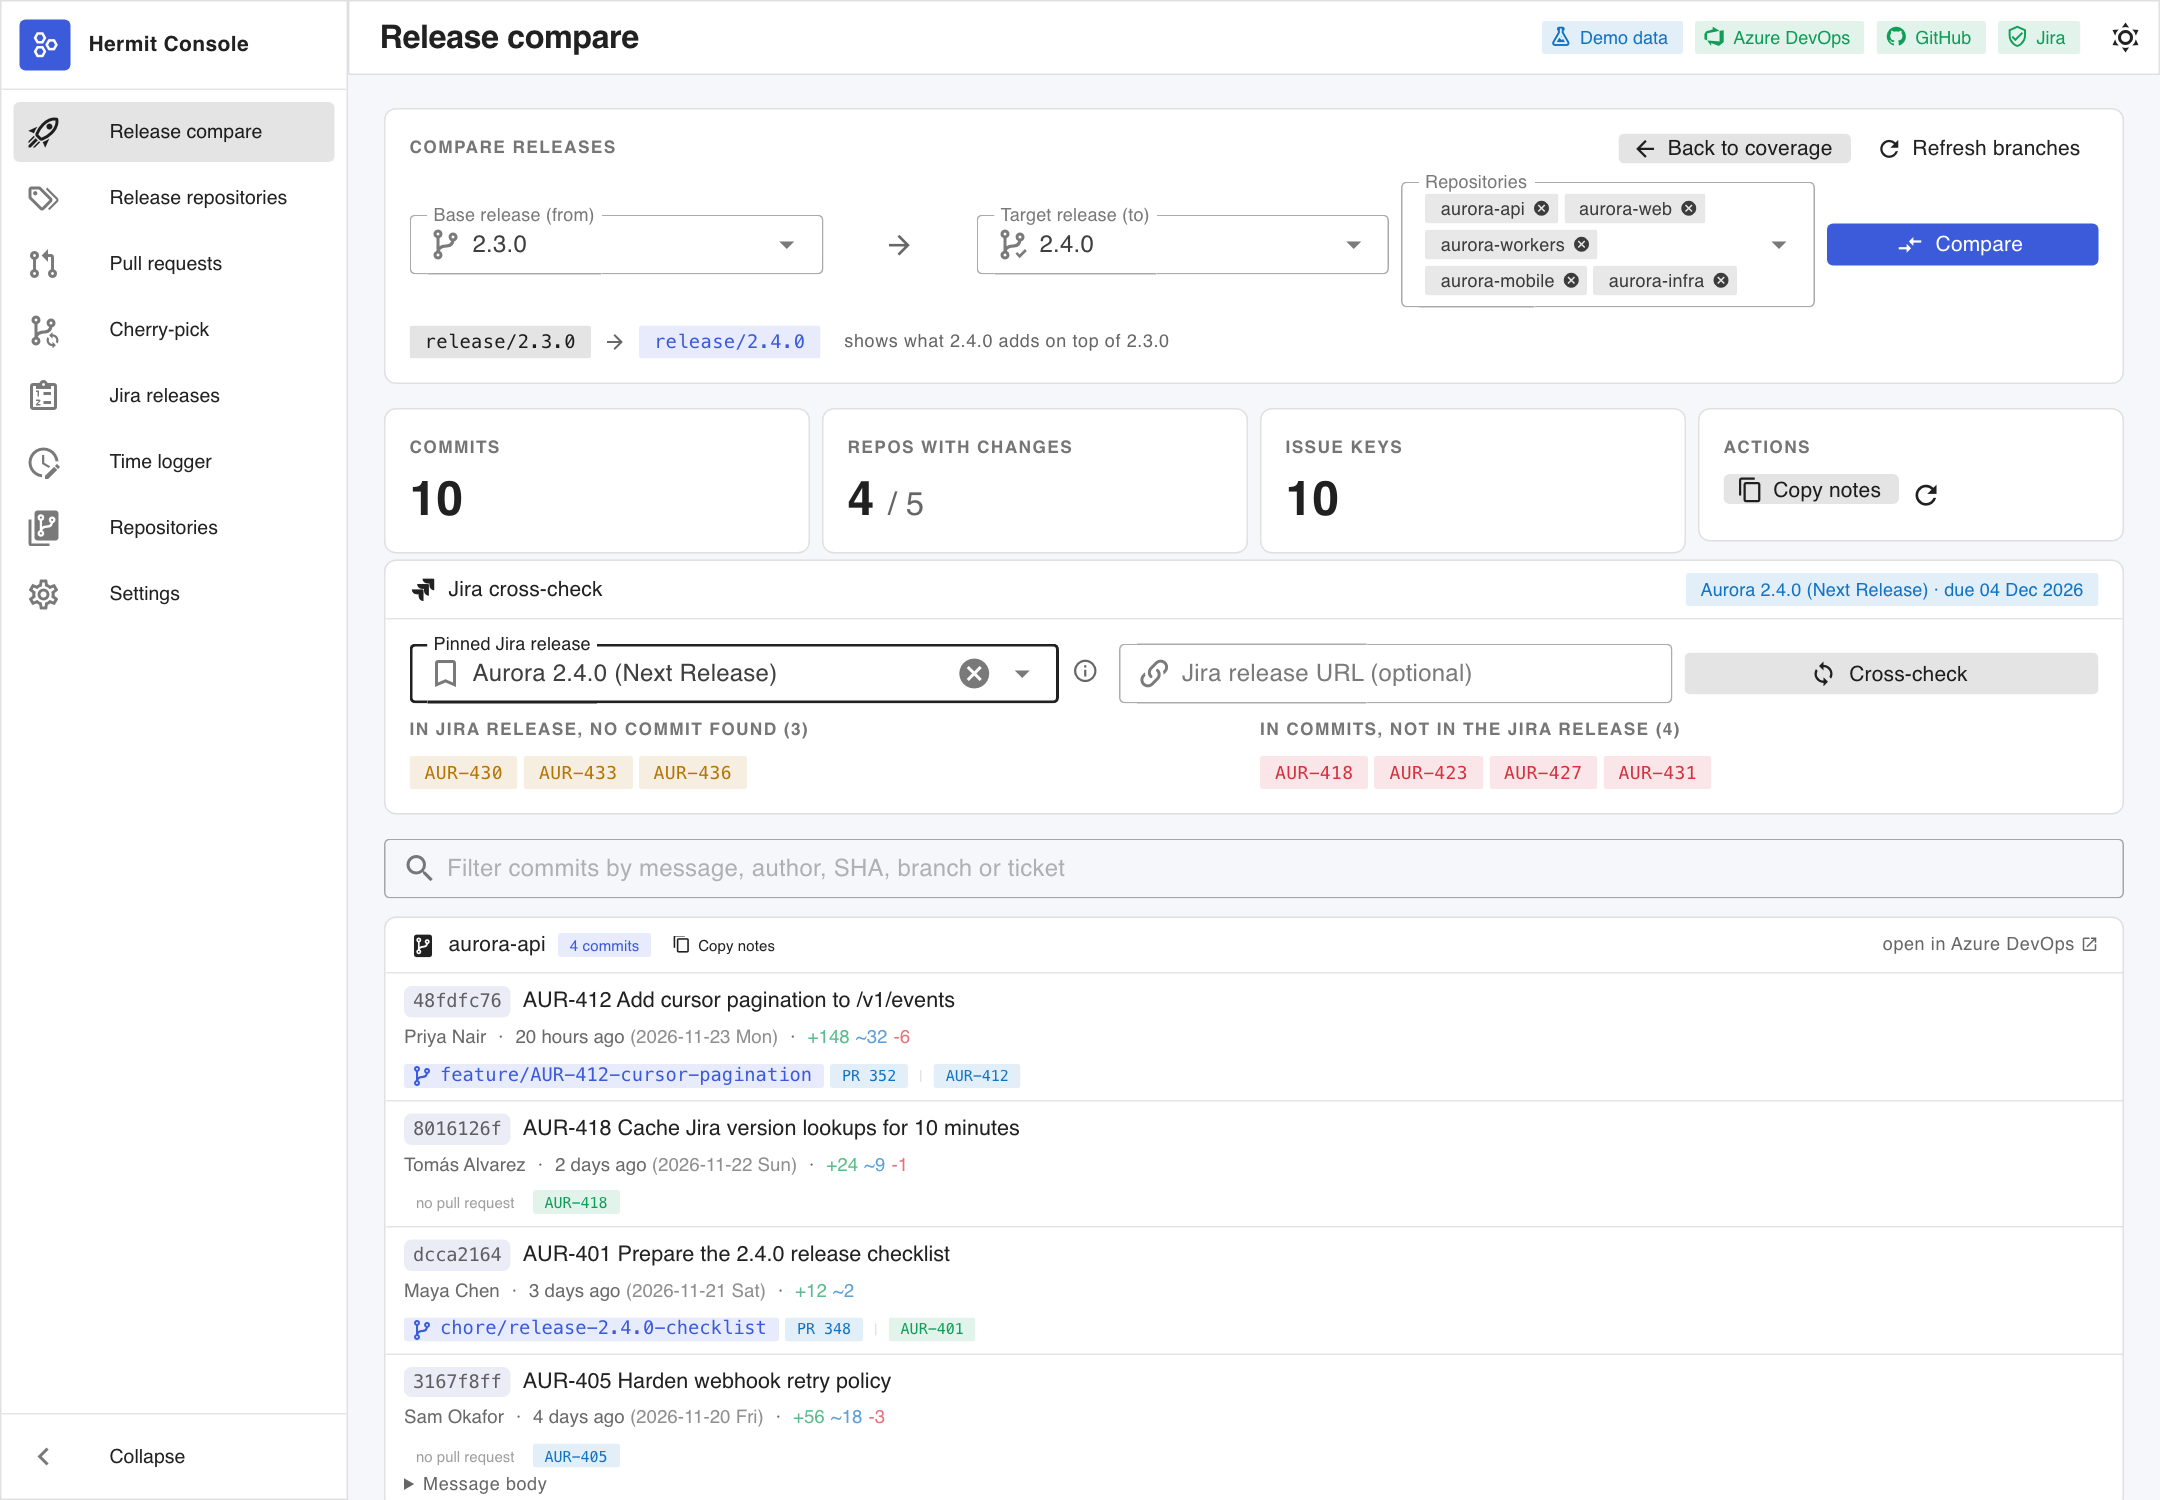 Hermit Console
Release compare
Release repositories
Pull requests
Cherry-pick
Jira releases
Time logger
Repositories
Settings
Collapse
Release compare
Demo data
Azure DevOps
GitHub
Jira
COMPARE RELEASES
Back to coverage
Refresh branches
Base release (from)
2.3.0
Target release (to)
2.4.0
Repositories
aurora-api
aurora-web
aurora-workers
aurora-mobile
aurora-infra
Compare
release/2.3.0
release/2.4.0
shows what 2.4.0 adds on top of 2.3.0
COMMITS
10
REPOS WITH CHANGES
4 / 5
ISSUE KEYS
10
ACTIONS
Copy notes
Jira cross-check
Aurora 2.4.0 (Next Release) · due 04 Dec 2026
Pinned Jira release
Aurora 2.4.0 (Next Release)
Jira release URL (optional)
Cross-check
IN JIRA RELEASE, NO COMMIT FOUND (3)
AUR-430 AUR-433 AUR-436
IN COMMITS, NOT IN THE JIRA RELEASE (4)
AUR-418 AUR-423 AUR-427 AUR-431
Filter commits by message, author, SHA, branch or ticket
aurora-api 4 commits Copy notes
open in Azure DevOps
48fdfc76 AUR-412 Add cursor pagination to /v1/events
Priya Nair · 20 hours ago (2026-11-23 Mon) · +148 ~32 -6
feature/AUR-412-cursor-pagination PR 352 | AUR-412
8016126f AUR-418 Cache Jira version lookups for 10 minutes
Tomás Alvarez · 2 days ago (2026-11-22 Sun) · +24 ~9 -1
no pull request AUR-418
dcca2164 AUR-401 Prepare the 2.4.0 release checklist
Maya Chen · 3 days ago (2026-11-21 Sat) · +12 ~2
chore/release-2.4.0-checklist PR 348 | AUR-401
3167f8ff AUR-405 Harden webhook retry policy
Sam Okafor · 4 days ago (2026-11-20 Fri) · +56 ~18 -3
no pull request AUR-405
Message body